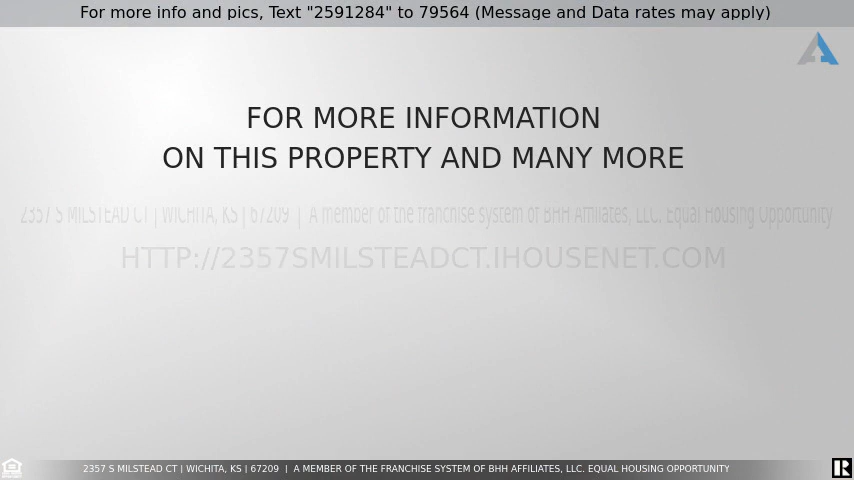 For more info and pics, Text "2591284" to 79564 (Message and Data rates may apply)
FOR MORE INFORMATION
ON THIS PROPERTY AND MANY MORE
2357 S MILSTEAD CT | WICHITA, KS | 67209 | A member of the franchise system of BHH Affiliates, LLC. Equal Housing Opportunity
HTTP://2357SMILSTEADCT.IHOUSENET.COM
2357 S MILSTEAD CT | WICHITA, KS | 67209 | A MEMBER OF THE FRANCHISE SYSTEM OF BHH AFFILIATES, LLC. EQUAL HOUSING OPPORTUNITY